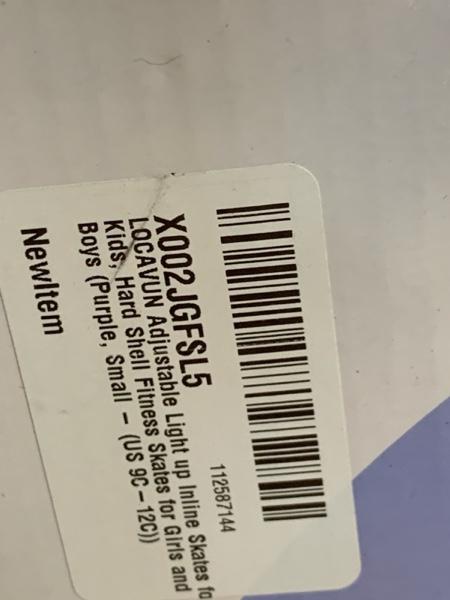 112587144
X002JGFSL5
LOCAVUN Adjustable Light up Inline Skates fo
Kids, Hard Shell Fitness Skates for Girls and
Boys (Purple, Small – (US 9C-12C))
NewItem